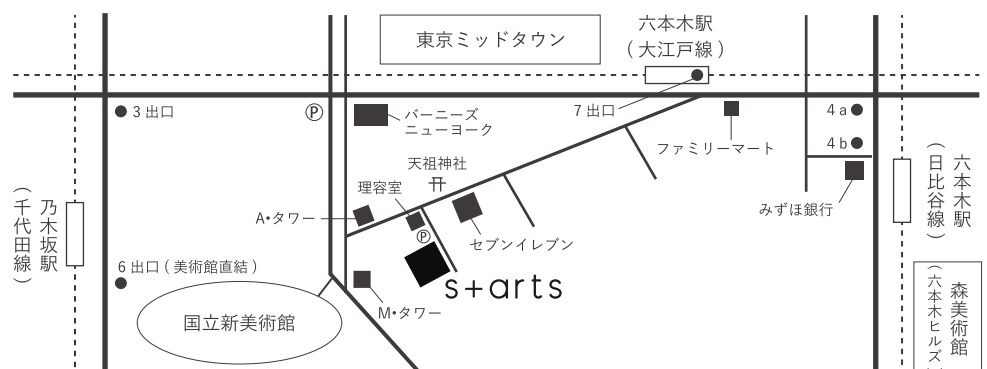 東京ミッドタウン
六本木駅
（大江戸線）
3 出口
Ⓟ
バーニーズ
ニューヨーク
7 出口
ファミリーマート
4a
4b
みずほ銀行
天祖神社
理容室
A•タワー
Ⓟ
セブンイレブン
乃木坂駅
（千代田線）
六本木駅
（日比谷線）
6 出口（美術館直結）
国立新美術館
M•タワー
s+arts
森美術館
（六本木ヒルズ）